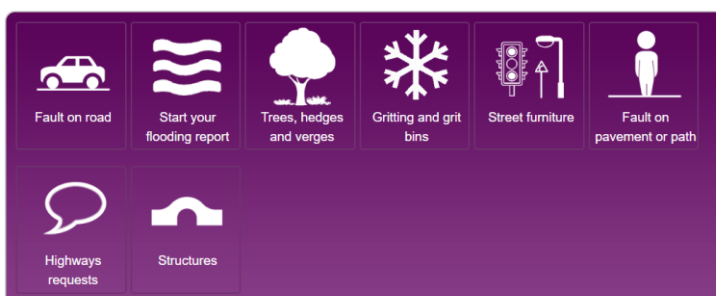 Fault on road
Start your
flooding report
Trees, hedges
and verges
Gritting and grit
bins
Street furniture
Fault on
pavement or path
Highways
requests
Structures